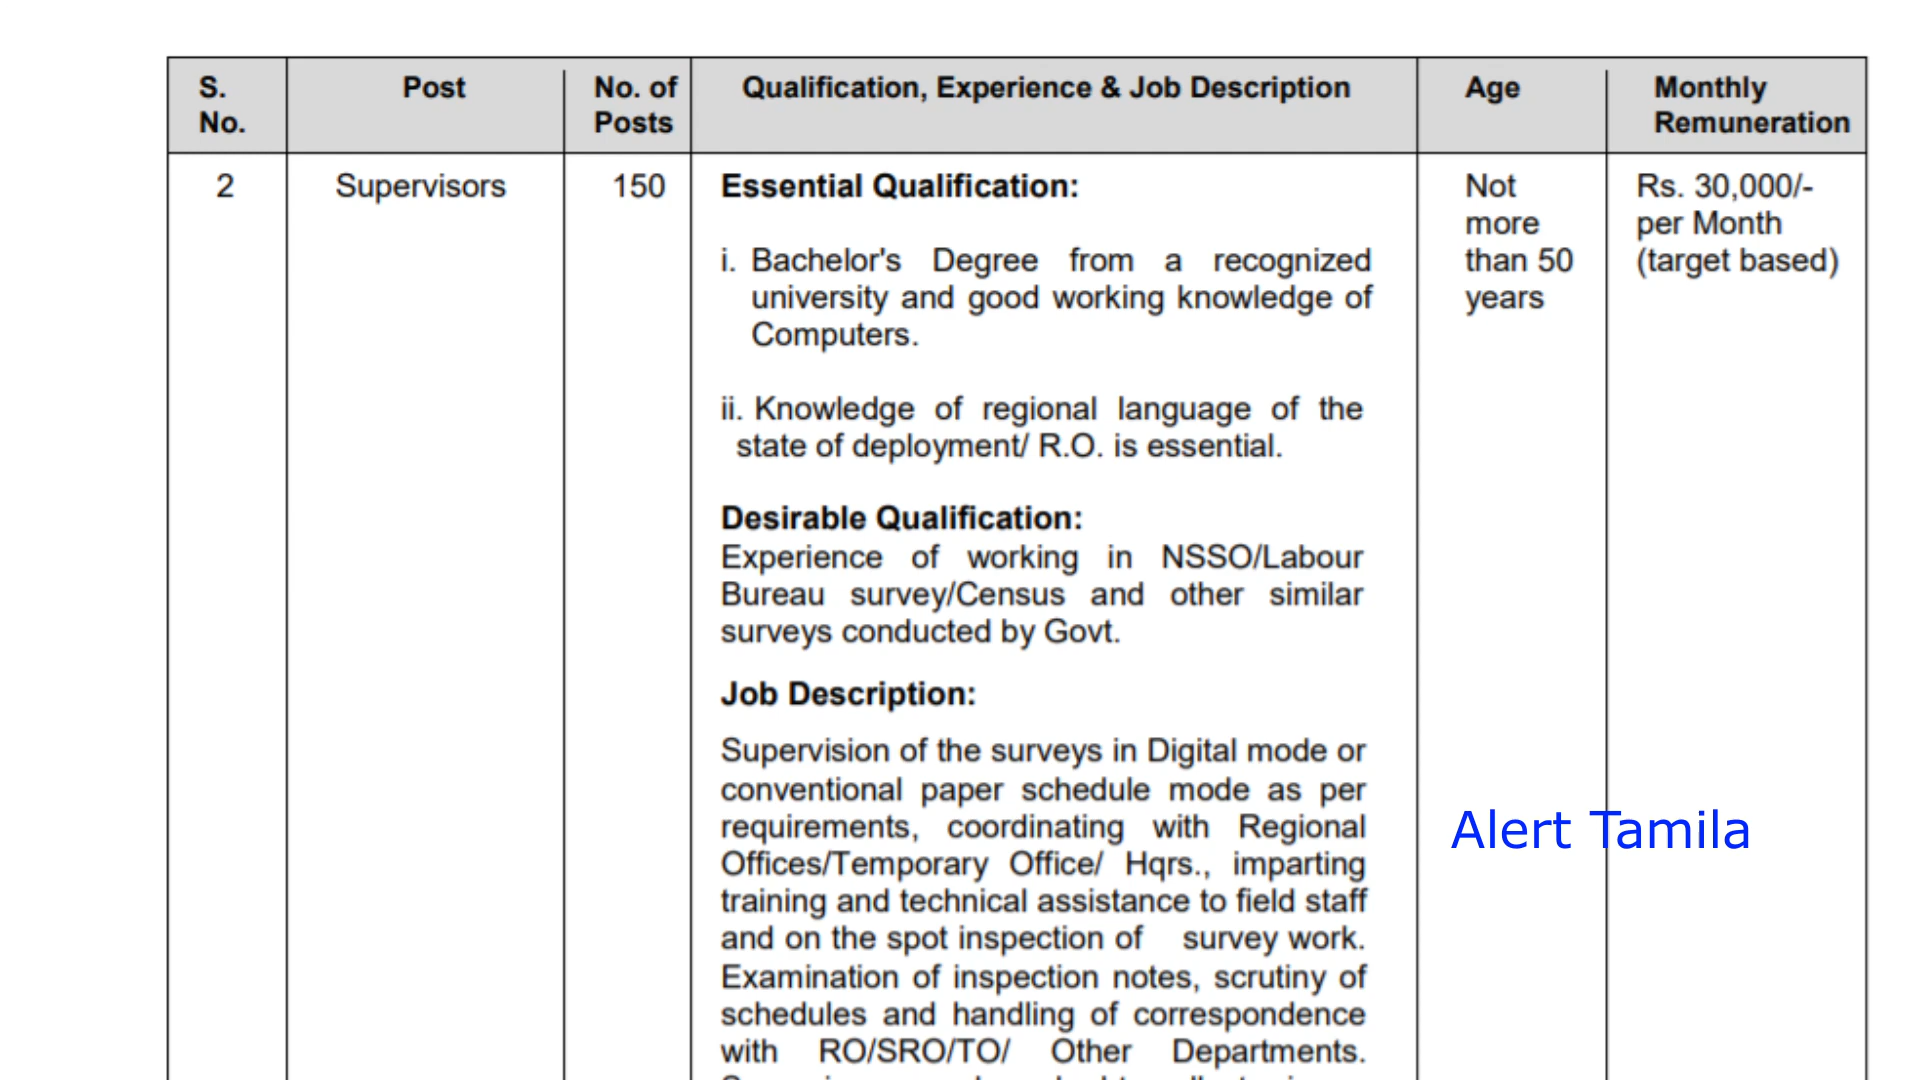 S. No.
Post
No. of Posts
Qualification, Experience & Job Description
Age
Monthly Remuneration
2
Supervisors
150
Essential Qualification:
i. Bachelor's Degree from a recognized
university and good working knowledge of
Computers.
ii. Knowledge of regional language of the
state of deployment/ R.O. is essential.
Desirable Qualification:
Experience of working in NSSO/Labour
Bureau survey/Census and other similar
surveys conducted by Govt.
Job Description:
Supervision of the surveys in Digital mode or
conventional paper schedule mode as per
requirements, coordinating with Regional
Offices/Temporary Office/ Hqrs., imparting
training and technical assistance to field staff
and on the spot inspection of survey work.
Examination of inspection notes, scrutiny of
schedules and handling of correspondence
with RO/SRO/TO/ Other Departments.
Not
more
than 50
years
Rs. 30,000/-
per Month
(target based)
Alert Tamila